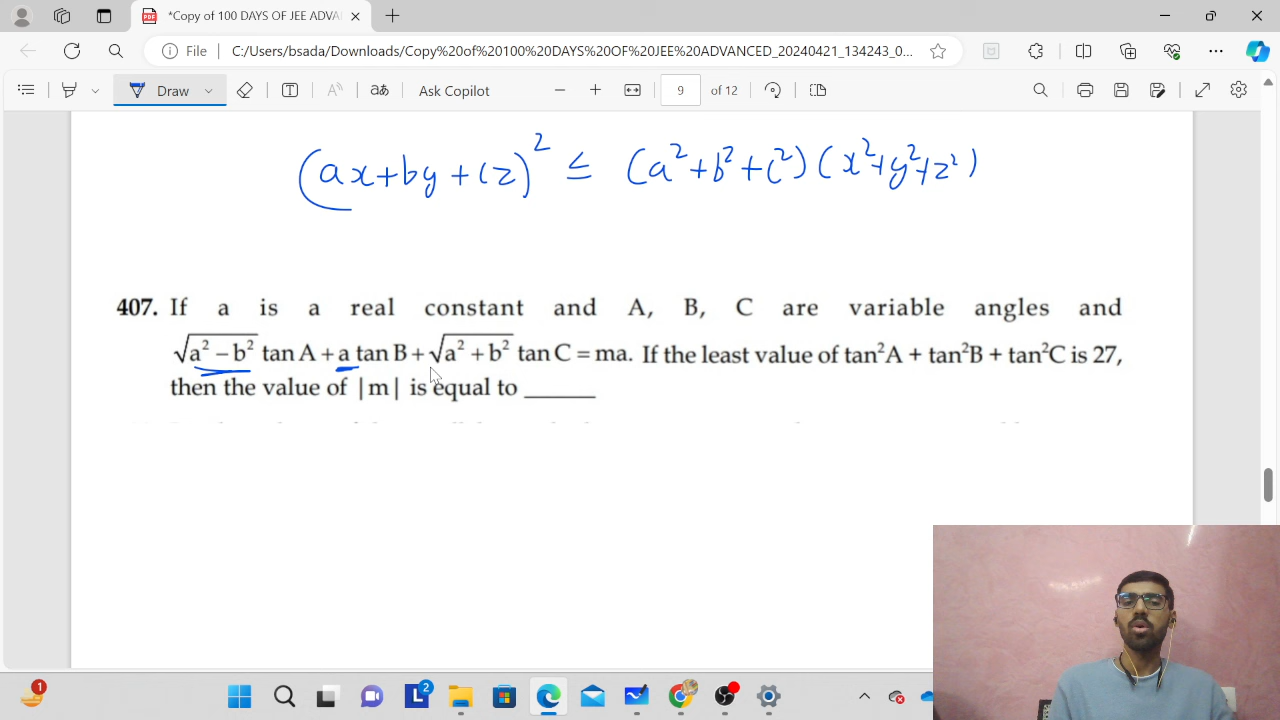 *Copy of 100 DAYS OF JEE ADVA
File C:/Users/bsada/Downloads/Copy%20of%20100%20DAYS%20OF%20JEE%20ADVANCED_20240421_134243_0...
Draw Ask Copilot 9 of 12
(ax+by+cz)² ≤ (a²+b²+c²)(x²+y²+z²)
407. If a is a real constant and A, B, C are variable angles and
√(a² − b²) tan A + a tan B + √(a² + b²) tan C = ma. If the least value of tan²A + tan²B + tan²C is 27,
then the value of |m| is equal to ______
1
2